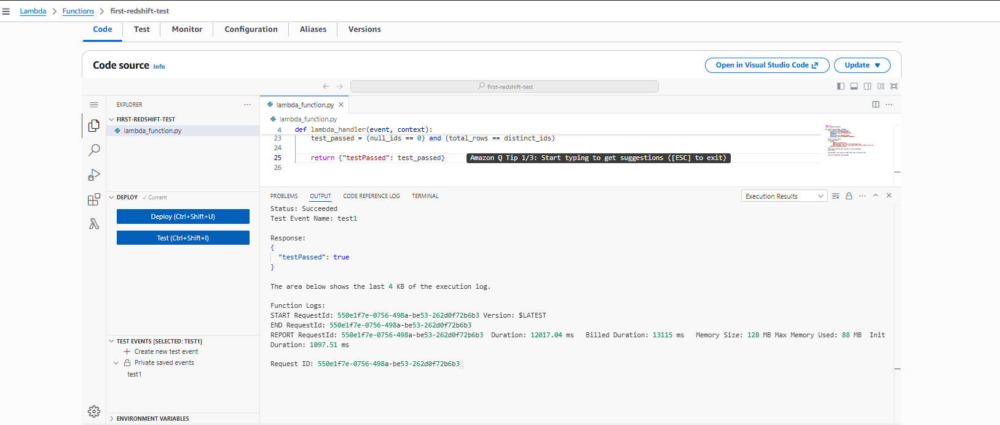 Lambda > Functions > first-redshift-test
Code Test Monitor Configuration Aliases Versions
Code source Info
Open in Visual Studio Code Update
first-redshift-test
EXPLORER ...
FIRST-REDSHIFT-TEST
lambda_function.py
DEPLOY ✓ Current
Deploy (Ctrl+Shift+U)
Test (Ctrl+Shift+I)
TEST EVENTS [SELECTED: TEST1]
+ Create new test event
Private saved events
test1
ENVIRONMENT VARIABLES
lambda_function.py ×
lambda_function.py
4 def lambda_handler(event, context):
23 test_passed = (null_ids == 0) and (total_rows == distinct_ids)
24
25 return {"testPassed": test_passed} Amazon Q Tip 1/3: Start typing to get suggestions ([ESC] to exit)
26
PROBLEMS OUTPUT CODE REFERENCE LOG TERMINAL
Execution Results
Status: Succeeded
Test Event Name: test1
Response:
{
"testPassed": true
}
The area below shows the last 4 KB of the execution log.
Function Logs:
START RequestId: 550e1f7e-0756-498a-be53-262d0f72b6b3 Version: $LATEST
END RequestId: 550e1f7e-0756-498a-be53-262d0f72b6b3
REPORT RequestId: 550e1f7e-0756-498a-be53-262d0f72b6b3 Duration: 12017.04 ms Billed Duration: 13115 ms Memory Size: 128 MB Max Memory Used: 88 MB Init
Duration: 1097.51 ms
Request ID: 550e1f7e-0756-498a-be53-262d0f72b6b3